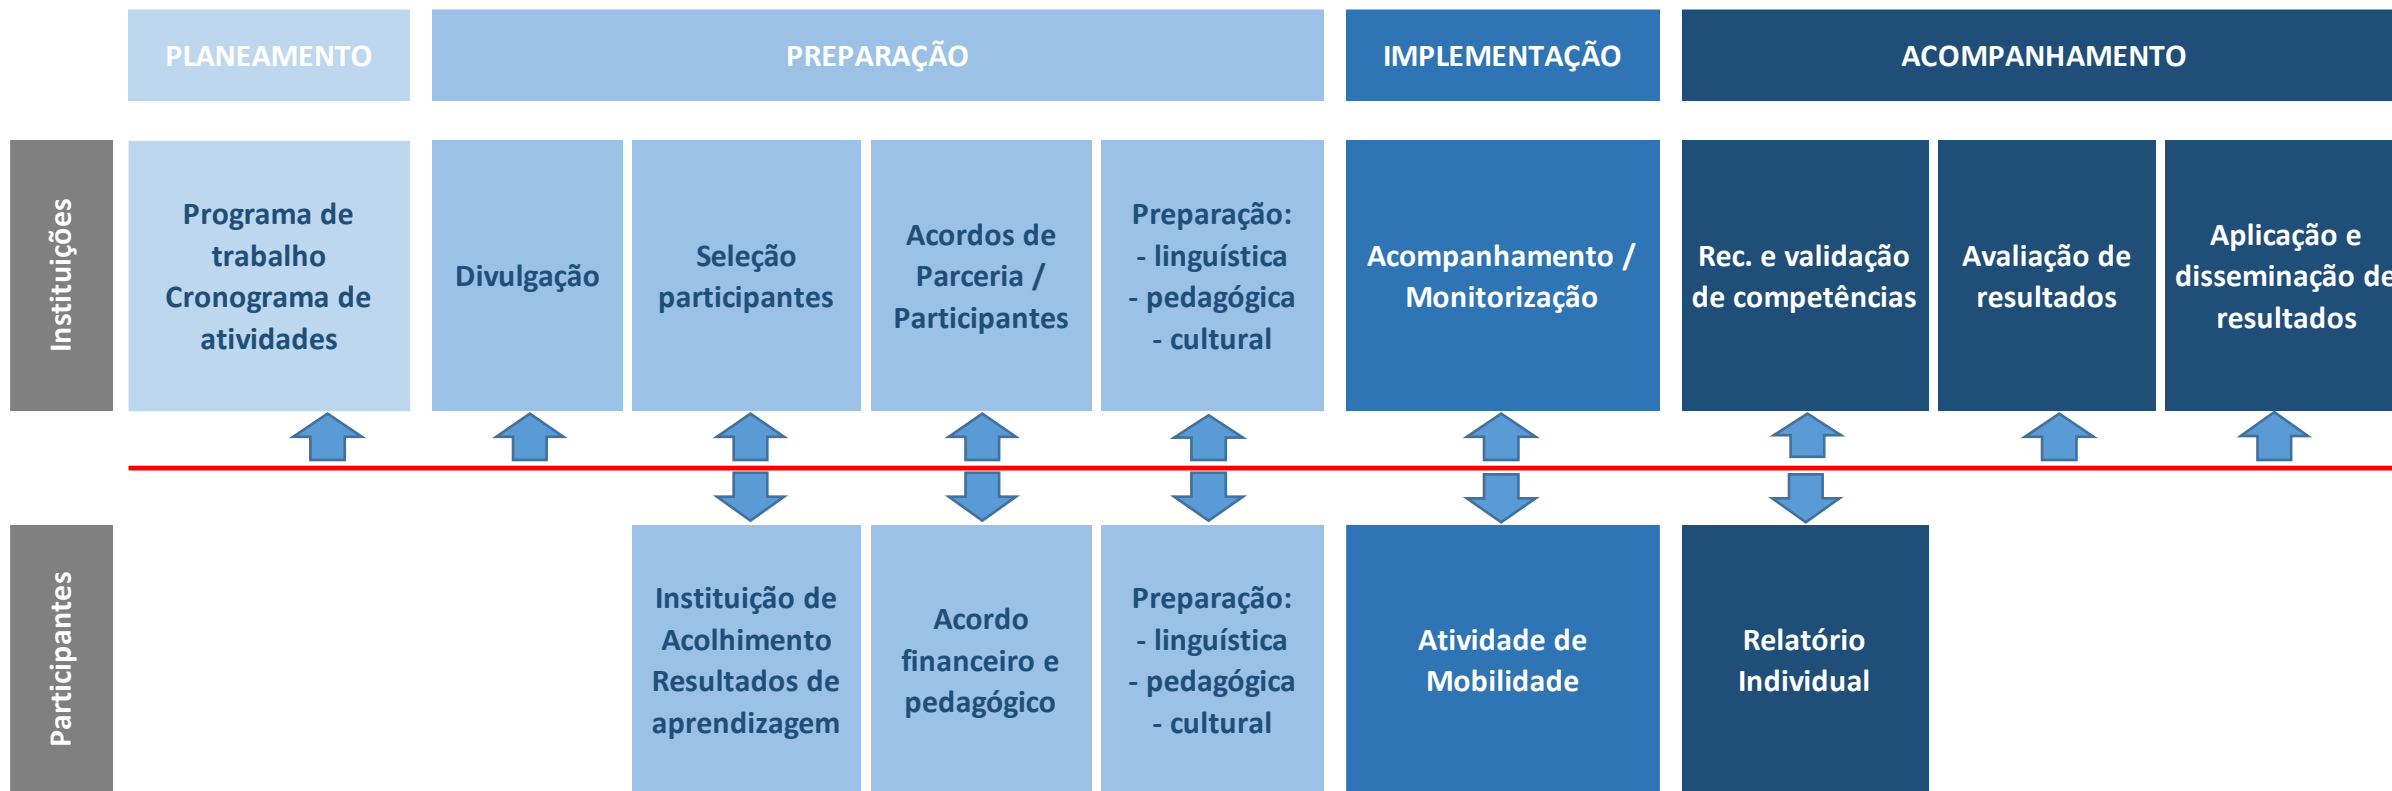 PLANEAMENTO
PREPARAÇÃO
IMPLEMENTAÇÃO
ACOMPANHAMENTO
Instituições
Programa de
trabalho
Cronograma de
atividades
Divulgação
Seleção
participantes
Acordos de
Parceria /
Participantes
Preparação:
- linguística
- pedagógica
- cultural
Acompanhamento /
Monitorização
Rec. e validação
de competências
Avaliação de
resultados
Aplicação e
disseminação de
resultados
Participantes
Instituição de
Acolhimento
Resultados de
aprendizagem
Acordo
financeiro e
pedagógico
Preparação:
- linguística
- pedagógica
- cultural
Atividade de
Mobilidade
Relatório
Individual